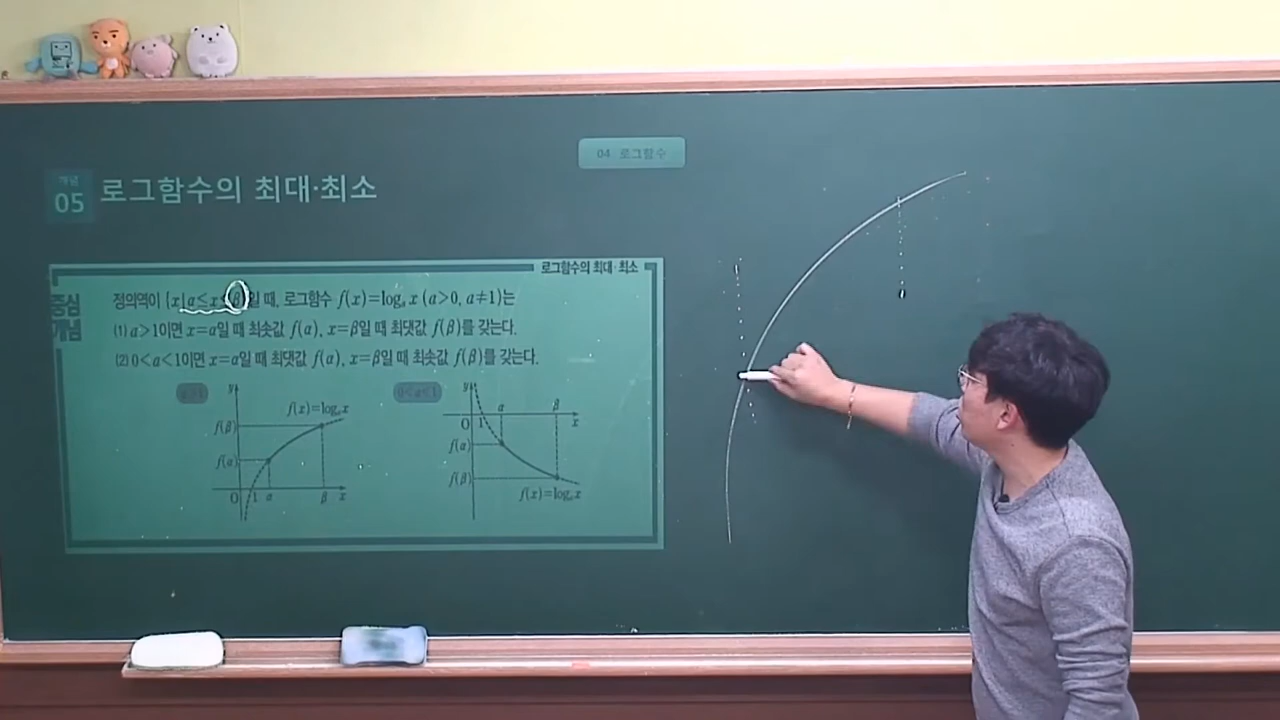 04 로그함수
개념
05
로그함수의 최대·최소
로그함수의 최대·최소
중심
개념
정의역이 {x|α≤x≤β}일 때, 로그함수 f(x)=logₐx (a>0, a≠1)는
(1) a>1이면 x=α일 때 최솟값 f(α), x=β일 때 최댓값 f(β)를 갖는다.
(2) 0<a<1이면 x=α일 때 최댓값 f(α), x=β일 때 최솟값 f(β)를 갖는다.
a>1
y
f(x)=logₐx
f(β)
f(α)
O 1 α β x
0<a<1
y
α β
O 1 x
f(α)
f(β)
f(x)=logₐx